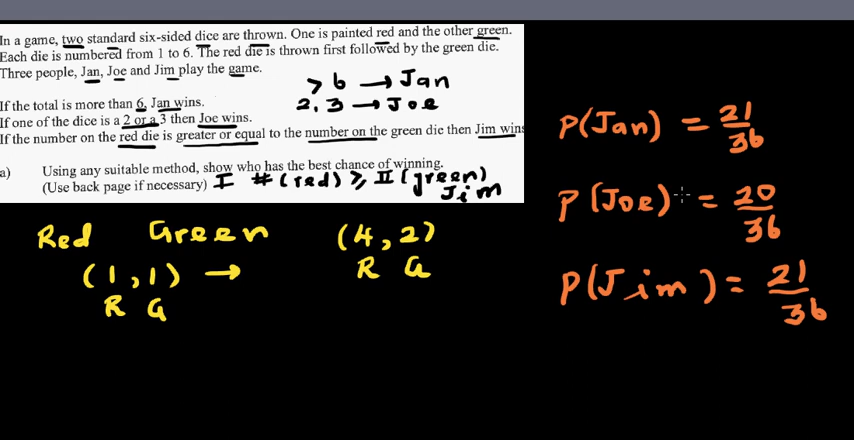 In a game, two standard six-sided dice are thrown. One is painted red and the other green.
Each die is numbered from 1 to 6. The red die is thrown first followed by the green die.
Three people, Jan, Joe and Jim play the game.
> 6 → Jan
If the total is more than 6, Jan wins.
2, 3 → Joe
If one of the dice is a 2 or a 3 then Joe wins.
If the number on the red die is greater or equal to the number on the green die then Jim wins
a) Using any suitable method, show who has the best chance of winning.
(Use back page if necessary) I #(red) ≥ II (green)
Jim
Red Green (4, 2)
R G
(1, 1) →
R G
P(Jan) = 21/36
P(Joe) = 20/36
P(Jim) = 21/36